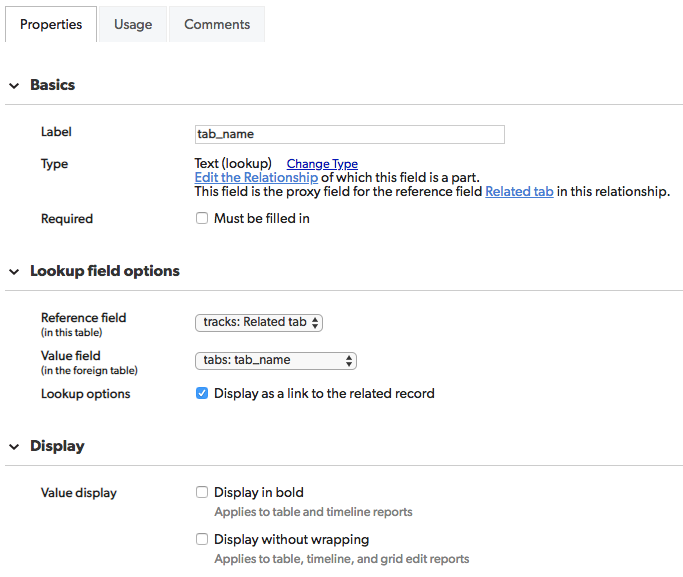 Properties Usage Comments
Basics
Label tab_name
Type Text (lookup) Change Type
Edit the Relationship of which this field is a part.
This field is the proxy field for the reference field Related tab in this relationship.
Required Must be filled in
Lookup field options
Reference field tracks: Related tab
(in this table)
Value field tabs: tab_name
(in the foreign table)
Lookup options Display as a link to the related record
Display
Value display Display in bold
Applies to table and timeline reports
Display without wrapping
Applies to table, timeline, and grid edit reports